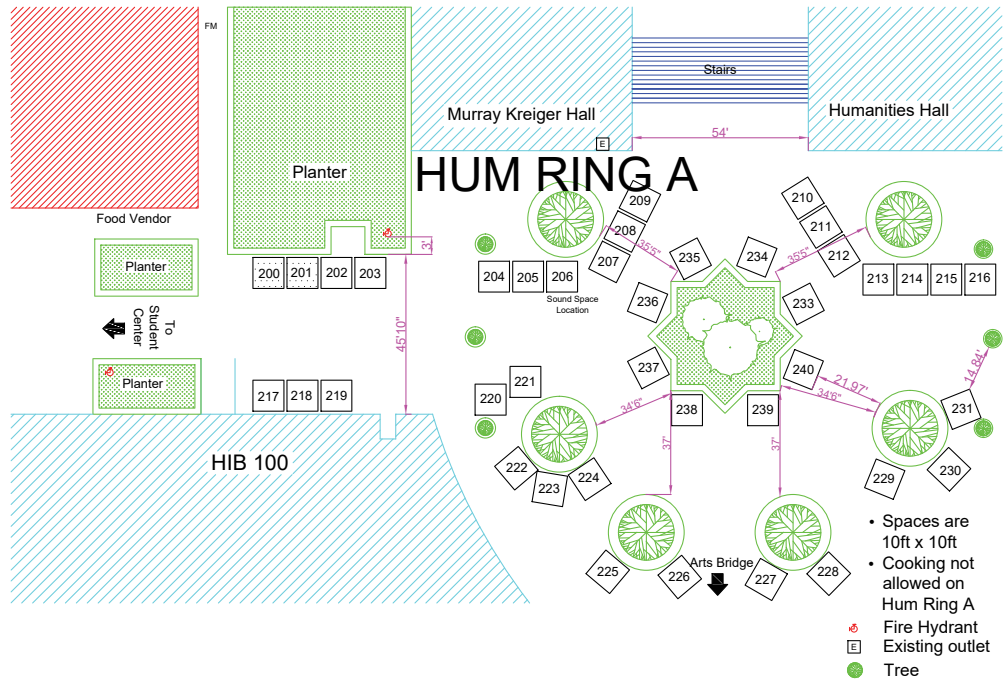 FM
Stairs
Murray Kreiger Hall
Humanities Hall
54'
E
HUM RING A
Planter
Food Vendor
3'
Planter
To
Student
Center
Planter
45'10"
200
201
202
203
204
205
206
Sound Space
Location
207
208
209
35'5"
235
234
35'5"
210
211
212
213
214
215
216
236
233
237
240
21.97'
34'6"
14.84'
231
217
218
219
220
221
34'6"
238
239
37'
37'
222
223
224
229
230
225
226
Arts Bridge
227
228
HIB 100
• Spaces are
10ft x 10ft
• Cooking not
allowed on
Hum Ring A
Fire Hydrant
E Existing outlet
Tree